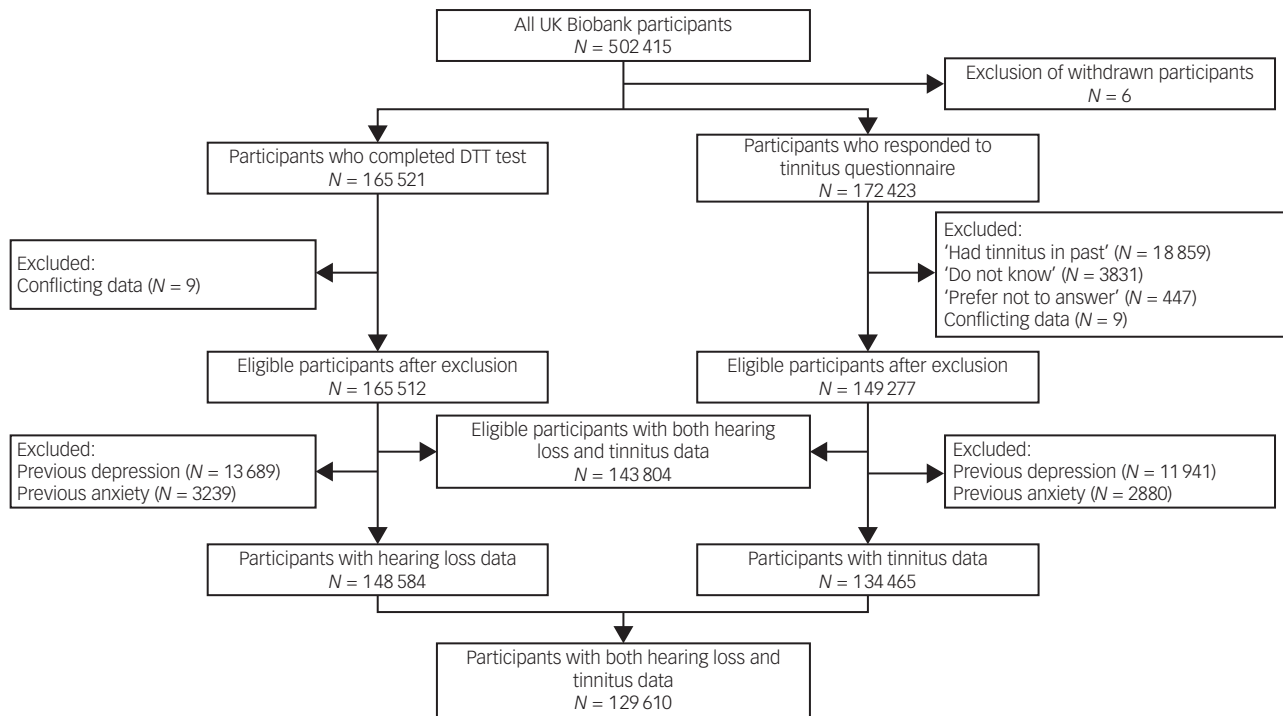 All UK Biobank participants
N = 502 415
Exclusion of withdrawn participants
N = 6
Participants who completed DTT test
N = 165 521
Participants who responded to
tinnitus questionnaire
N = 172 423
Excluded:
Conflicting data (N = 9)
Excluded:
‘Had tinnitus in past’ (N = 18 859)
‘Do not know’ (N = 3831)
‘Prefer not to answer’ (N = 447)
Conflicting data (N = 9)
Eligible participants after exclusion
N = 165 512
Eligible participants after exclusion
N = 149 277
Eligible participants with both hearing
loss and tinnitus data
N = 143 804
Excluded:
Previous depression (N = 13 689)
Previous anxiety (N = 3239)
Excluded:
Previous depression (N = 11 941)
Previous anxiety (N = 2880)
Participants with hearing loss data
N = 148 584
Participants with tinnitus data
N = 134 465
Participants with both hearing loss and
tinnitus data
N = 129 610